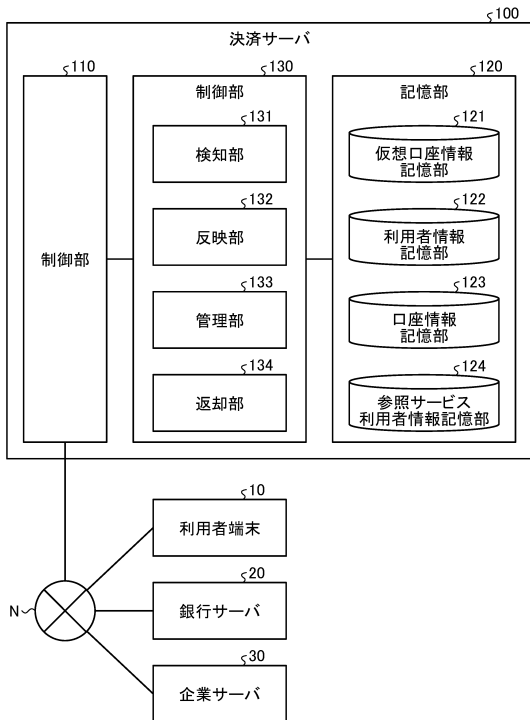 100
決済サーバ
110
130
120
制御部
制御部
記憶部
131
検知部
132
反映部
133
管理部
134
返却部
121
仮想口座情報
記憶部
122
利用者情報
記憶部
123
口座情報
記憶部
124
参照サービス
利用者情報記憶部
10
利用者端末
20
銀行サーバ
30
企業サーバ
N